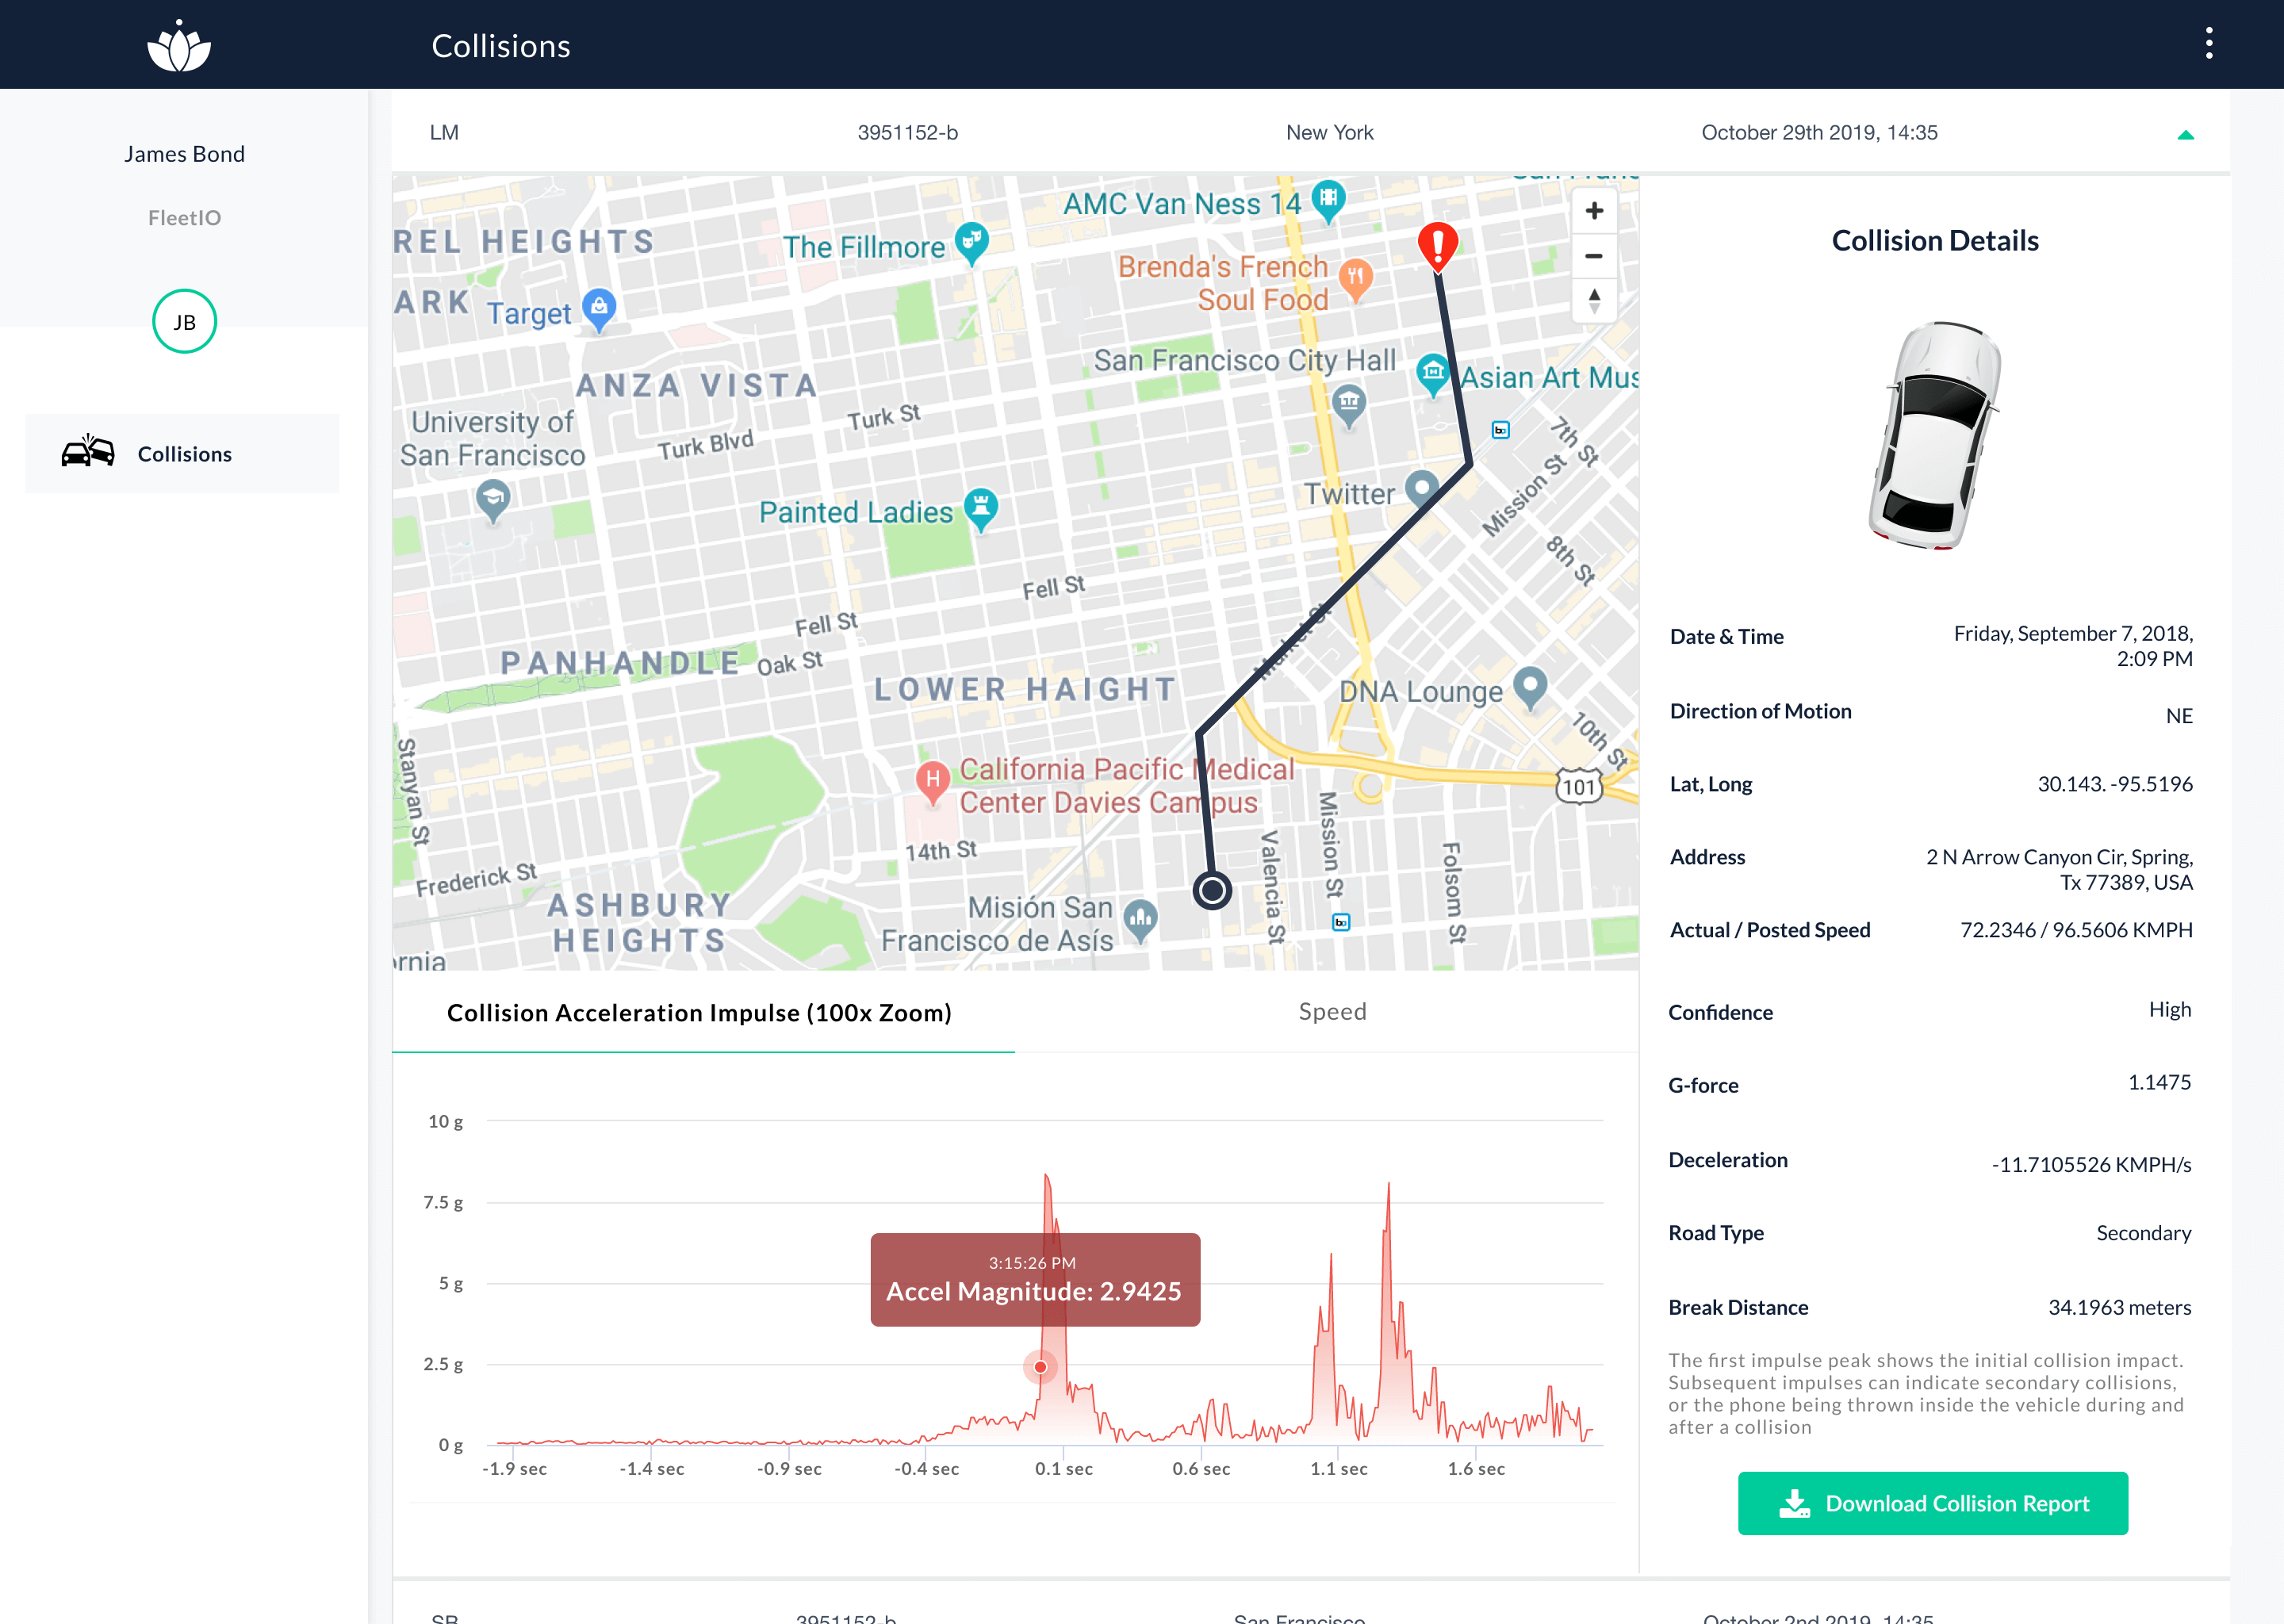 Collisions
James Bond
FleetIO
JB
Collisions
LM 3951152-b New York October 29th 2019, 14:35
AMC Van Ness 14
REL HEIGHTS
The Fillmore
Brenda's French
Soul Food
ARK
Target
San Francisco City Hall
Asian Art Mus
ANZA VISTA
University of
San Francisco
Turk St
Turk Blvd
7th St
Mission St
Twitter
Painted Ladies
8th St
Fell St
Fell St
Oak St
PANHANDLE
LOWER HAIGHT
Market St
DNA Lounge
10th St
Stanyan St
H
California Pacific Medical
Center Davies Campus
101
14th St
Mission St
Valencia St
Folsom St
Frederick St
ASHBURY
HEIGHTS
Misión San
Francisco de Asís
ornia
Collision Acceleration Impulse (100x Zoom)
Speed
10 g
7.5 g
5 g
2.5 g
0 g
3:15:26 PM
Accel Magnitude: 2.9425
-1.9 sec -1.4 sec -0.9 sec -0.4 sec 0.1 sec 0.6 sec 1.1 sec 1.6 sec
Collision Details
Date & Time Friday, September 7, 2018,
2:09 PM
Direction of Motion NE
Lat, Long 30.143. -95.5196
Address 2 N Arrow Canyon Cir, Spring,
Tx 77389, USA
Actual / Posted Speed 72.2346 / 96.5606 KMPH
Confidence High
G-force 1.1475
Deceleration -11.7105526 KMPH/s
Road Type Secondary
Break Distance 34.1963 meters
The first impulse peak shows the initial collision impact.
Subsequent impulses can indicate secondary collisions,
or the phone being thrown inside the vehicle during and
after a collision
Download Collision Report
SB 3951152-b San Francisco October 2nd 2019, 14:35